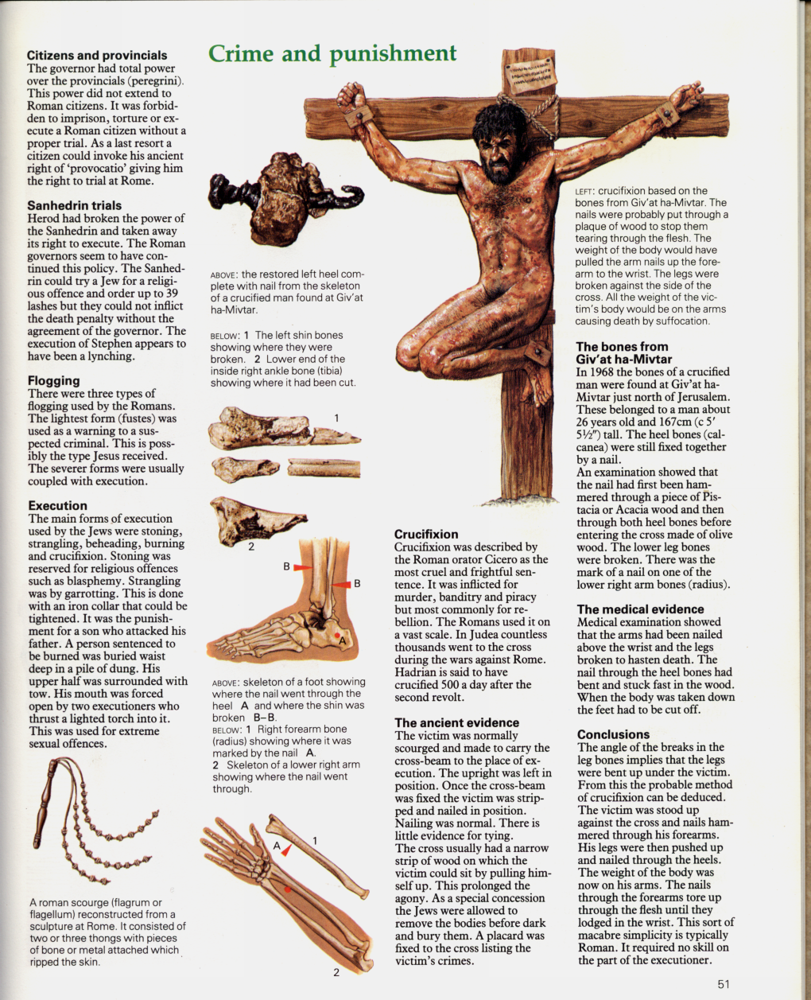 Crime and punishment
Citizens and provincials
The governor had total power
over the provincials (peregrini).
This power did not extend to
Roman citizens. It was forbid-
den to imprison, torture or ex-
ecute a Roman citizen without a
proper trial. As a last resort a
citizen could invoke his ancient
right of ‘provocatio’ giving him
the right to trial at Rome.
Sanhedrin trials
Herod had broken the power of
the Sanhedrin and taken away
its right to execute. The Roman
governors seem to have con-
tinued this policy. The Sanhed-
rin could try a Jew for a religi-
ous offence and order up to 39
lashes but they could not inflict
the death penalty without the
agreement of the governor. The
execution of Stephen appears to
have been a lynching.
Flogging
There were three types of
flogging used by the Romans.
The lightest form (fustes) was
used as a warning to a sus-
pected criminal. This is poss-
ibly the type Jesus received.
The severer forms were usually
coupled with execution.
Execution
The main forms of execution
used by the Jews were stoning,
strangling, beheading, burning
and crucifixion. Stoning was
reserved for religious offences
such as blasphemy. Strangling
was by garrotting. This is done
with an iron collar that could be
tightened. It was the punish-
ment for a son who attacked his
father. A person sentenced to
be burned was buried waist
deep in a pile of dung. His
upper half was surrounded with
tow. His mouth was forced
open by two executioners who
thrust a lighted torch into it.
This was used for extreme
sexual offences.
A roman scourge (flagrum or
flagellum) reconstructed from a
sculpture at Rome. It consisted of
two or three thongs with pieces
of bone or metal attached which
ripped the skin.
ABOVE: the restored left heel com-
plete with nail from the skeleton
of a crucified man found at Giv'at
ha-Mivtar.
BELOW: 1 The left shin bones
showing where they were
broken. 2 Lower end of the
inside right ankle bone (tibia)
showing where it had been cut.
1
2
B
B
A
ABOVE: skeleton of a foot showing
where the nail went through the
heel A and where the shin was
broken B–B.
BELOW: 1 Right forearm bone
(radius) showing where it was
marked by the nail A.
2 Skeleton of a lower right arm
showing where the nail went
through.
A
1
2
Crucifixion
Crucifixion was described by
the Roman orator Cicero as the
most cruel and frightful sen-
tence. It was inflicted for
murder, banditry and piracy
but most commonly for re-
bellion. The Romans used it on
a vast scale. In Judea countless
thousands went to the cross
during the wars against Rome.
Hadrian is said to have
crucified 500 a day after the
second revolt.
The ancient evidence
The victim was normally
scourged and made to carry the
cross-beam to the place of ex-
ecution. The upright was left in
position. Once the cross-beam
was fixed the victim was strip-
ped and nailed in position.
Nailing was normal. There is
little evidence for tying.
The cross usually had a narrow
strip of wood on which the
victim could sit by pulling him-
self up. This prolonged the
agony. As a special concession
the Jews were allowed to
remove the bodies before dark
and bury them. A placard was
fixed to the cross listing the
victim's crimes.
LEFT: crucifixion based on the
bones from Giv'at ha-Mivtar. The
nails were probably put through a
plaque of wood to stop them
tearing through the flesh. The
weight of the body would have
pulled the arm nails up the fore-
arm to the wrist. The legs were
broken against the side of the
cross. All the weight of the vic-
tim's body would be on the arms
causing death by suffocation.
The bones from
Giv'at ha-Mivtar
In 1968 the bones of a crucified
man were found at Giv'at ha-
Mivtar just north of Jerusalem.
These belonged to a man about
26 years old and 167cm (c 5'
5½") tall. The heel bones (cal-
canea) were still fixed together
by a nail.
An examination showed that
the nail had first been ham-
mered through a piece of Pis-
tacia or Acacia wood and then
through both heel bones before
entering the cross made of olive
wood. The lower leg bones
were broken. There was the
mark of a nail on one of the
lower right arm bones (radius).
The medical evidence
Medical examination showed
that the arms had been nailed
above the wrist and the legs
broken to hasten death. The
nail through the heel bones had
bent and stuck fast in the wood.
When the body was taken down
the feet had to be cut off.
Conclusions
The angle of the breaks in the
leg bones implies that the legs
were bent up under the victim.
From this the probable method
of crucifixion can be deduced.
The victim was stood up
against the cross and nails ham-
mered through his forearms.
His legs were then pushed up
and nailed through the heels.
The weight of the body was
now on his arms. The nails
through the forearms tore up
through the flesh until they
lodged in the wrist. This sort of
macabre simplicity is typically
Roman. It required no skill on
the part of the executioner.
51